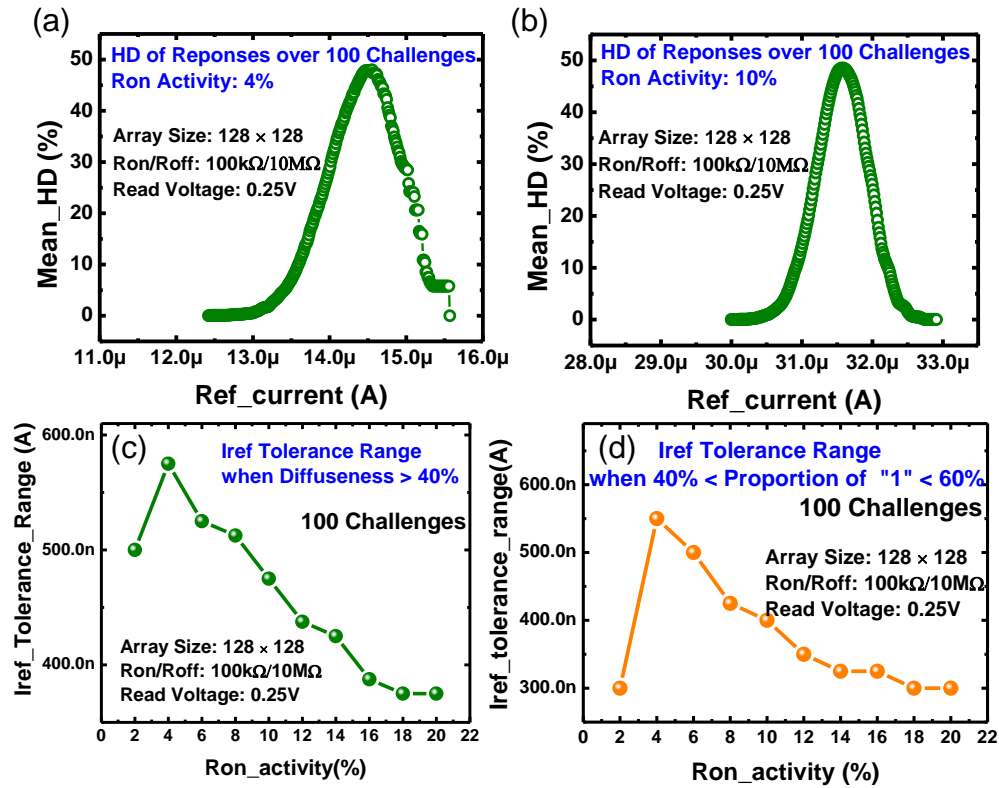 (a)
HD of Reponses over 100 Challenges
Ron Activity: 4%
Array Size: 128 × 128
Ron/Roff: 100kΩ/10MΩ
Read Voltage: 0.25V
Mean_HD (%)
50
40
30
20
10
0
11.0μ 12.0μ 13.0μ 14.0μ 15.0μ 16.0μ
Ref_current (A)
(b)
HD of Reponses over 100 Challenges
Ron Activity: 10%
Array Size: 128 × 128
Ron/Roff: 100kΩ/10MΩ
Read Voltage: 0.25V
Mean_HD (%)
50
40
30
20
10
0
28.0μ 29.0μ 30.0μ 31.0μ 32.0μ 33.0μ
Ref_current (A)
(c)
Iref Tolerance Range
when Diffuseness > 40%
100 Challenges
Array Size: 128 × 128
Ron/Roff: 100kΩ/10MΩ
Read Voltage: 0.25V
Iref_Tolerance_Range (A)
600.0n
500.0n
400.0n
0 2 4 6 8 10 12 14 16 18 20 22
Ron_activity(%)
(d)
Iref Tolerance Range
when 40% < Proportion of "1" < 60%
100 Challenges
Array Size: 128 × 128
Ron/Roff: 100kΩ/10MΩ
Read Voltage: 0.25V
Iref_tolerance_range(A)
600.0n
500.0n
400.0n
300.0n
0 2 4 6 8 10 12 14 16 18 20 22
Ron_activity (%)